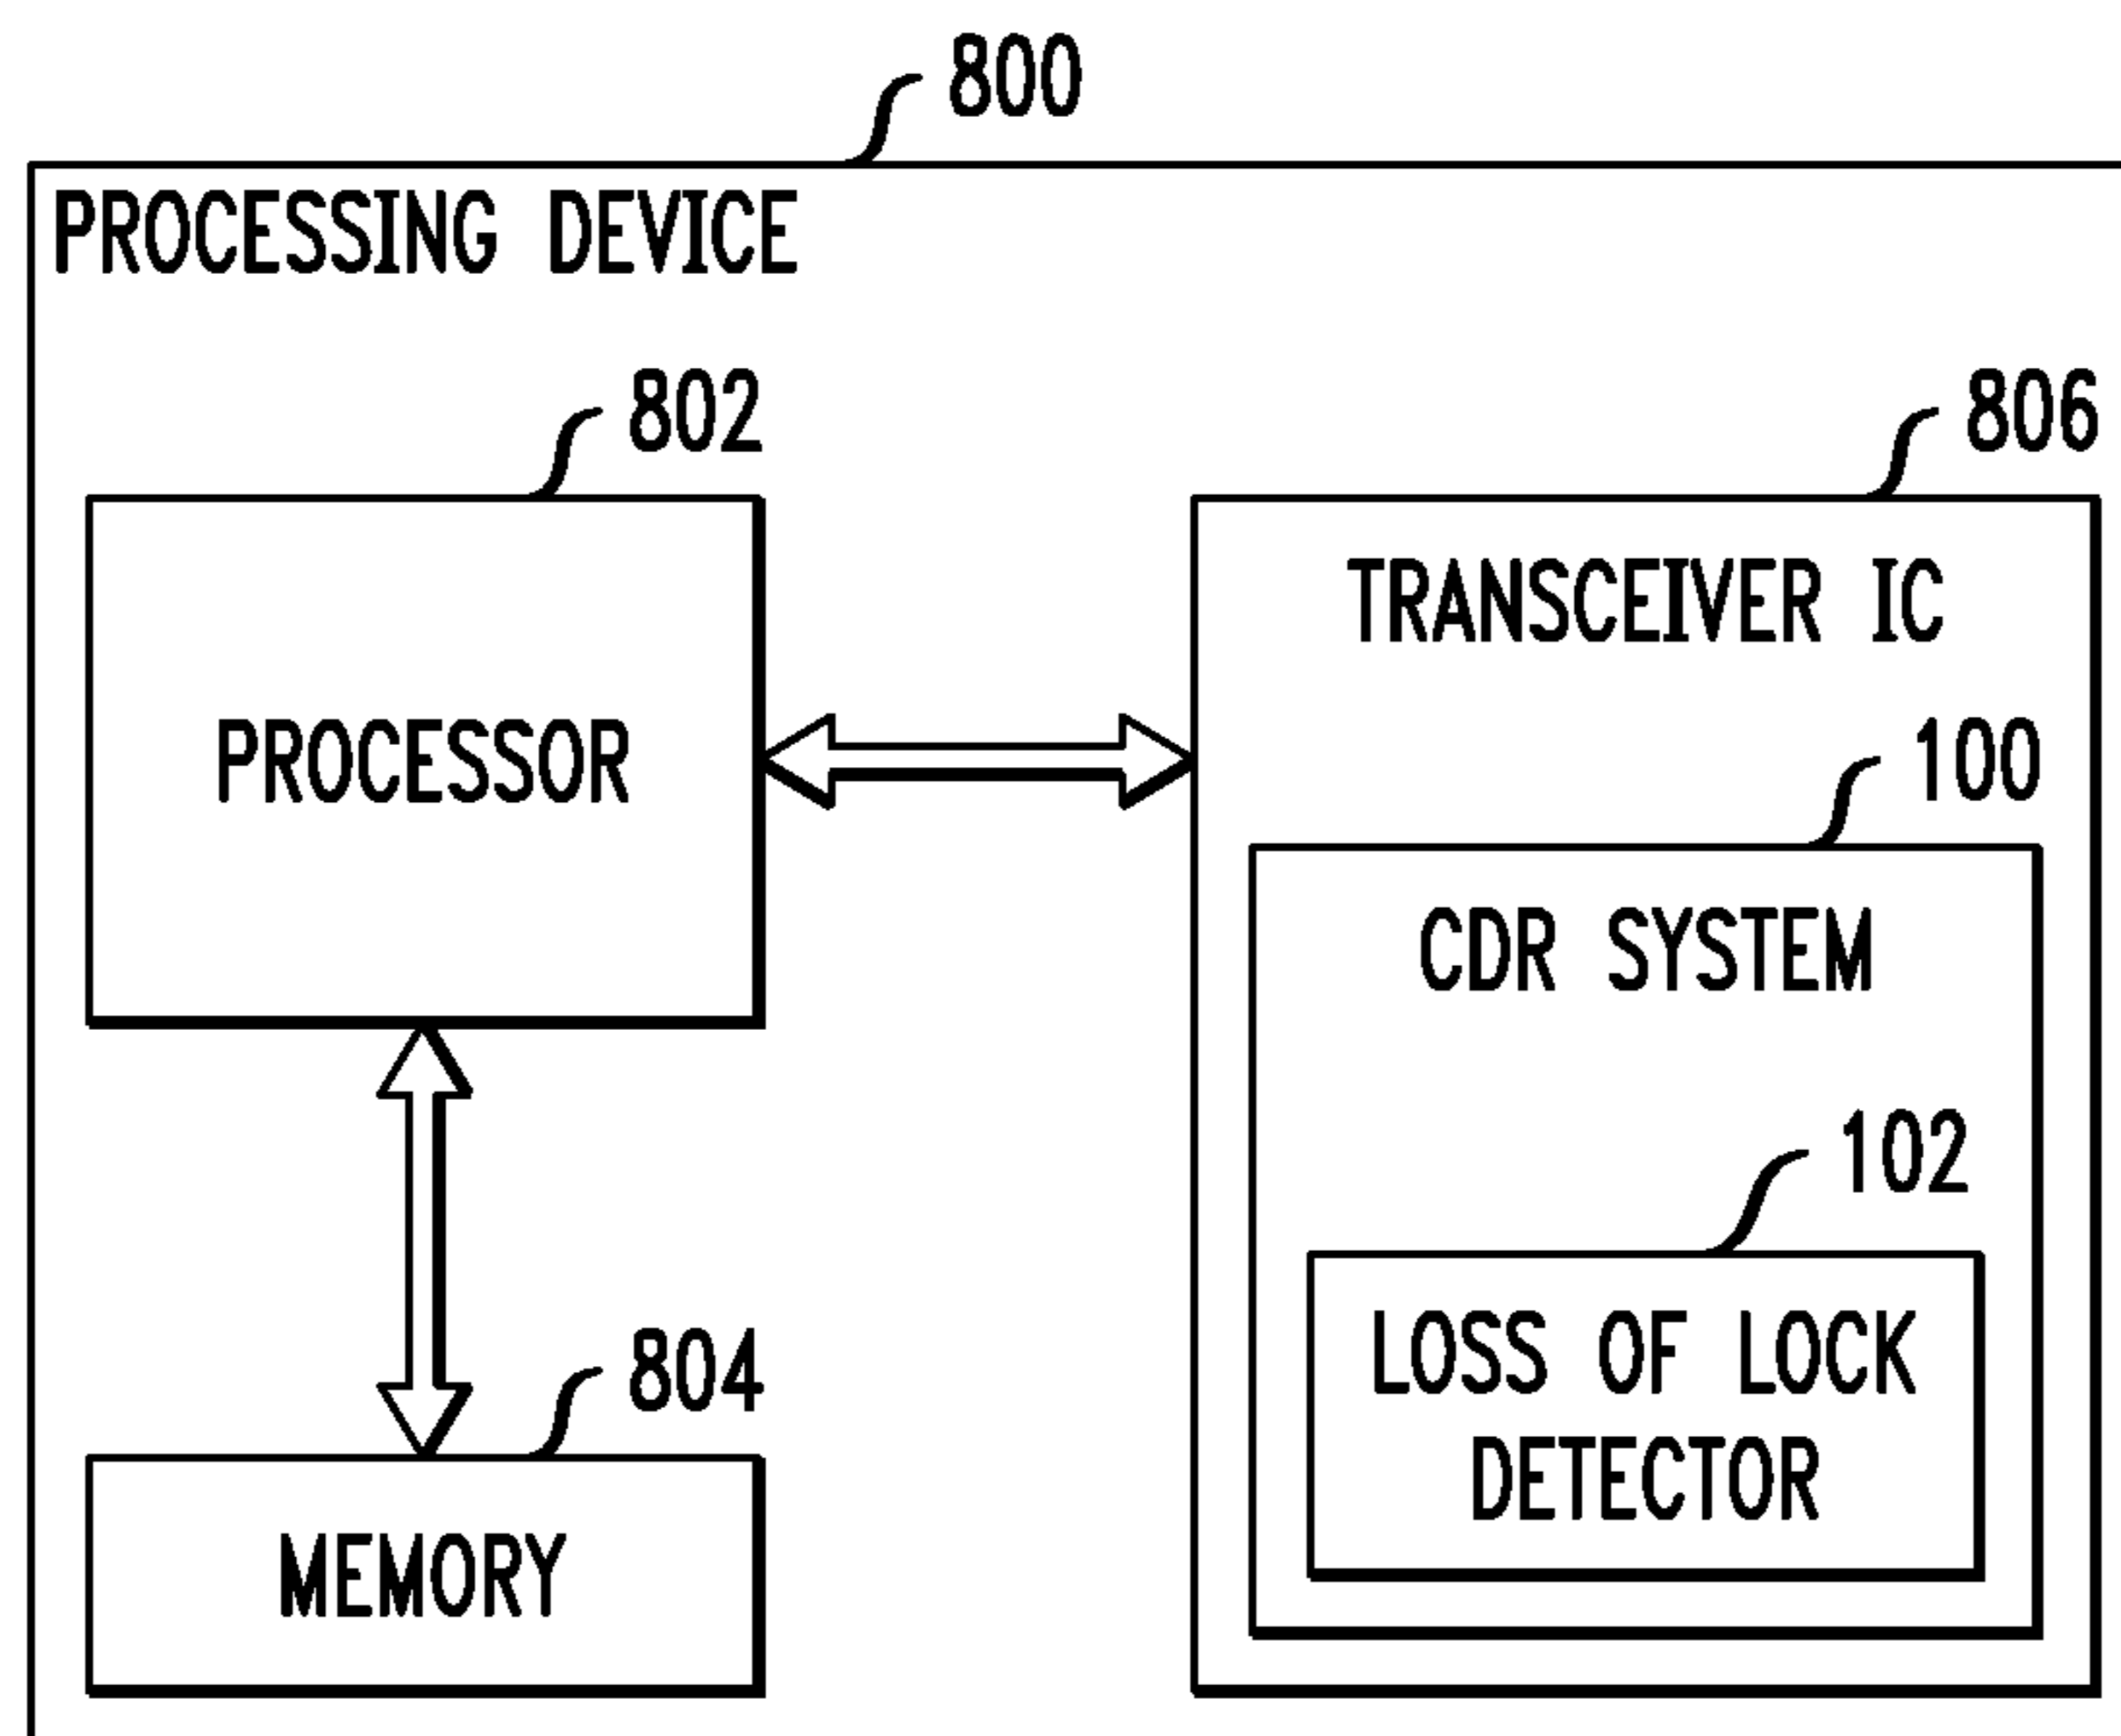 800
PROCESSING DEVICE
802
806
TRANSCEIVER IC
PROCESSOR
100
CDR SYSTEM
102
LOSS OF LOCK
DETECTOR
804
MEMORY